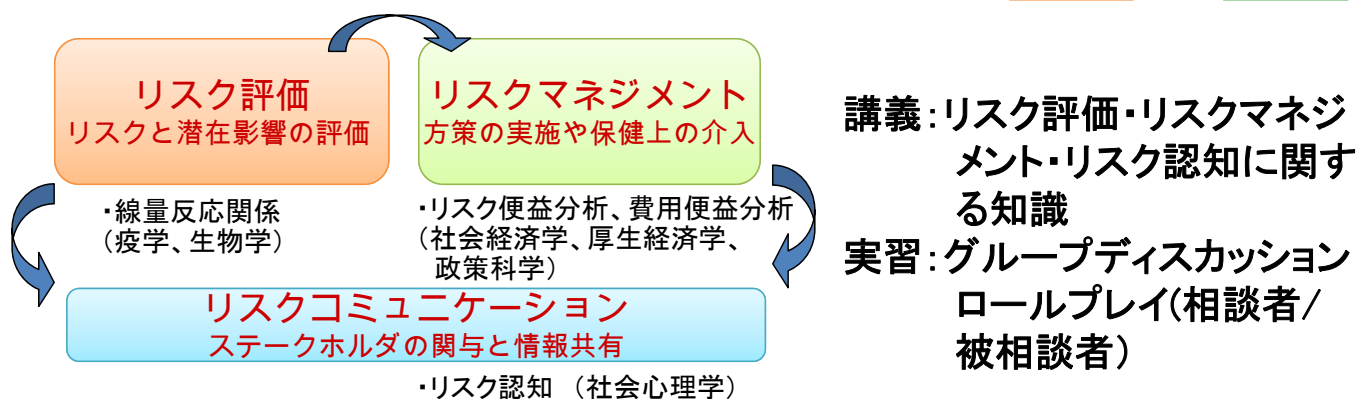 リスク評価
リスクと潜在影響の評価
リスクマネジメント
方策の実施や保健上の介入
・線量反応関係
(疫学、生物学)
・リスク便益分析、費用便益分析
(社会経済学、厚生経済学、
政策科学)
リスクコミュニケーション
ステークホルダの関与と情報共有
・リスク認知 (社会心理学)
講義:リスク評価・リスクマネジ
メント・リスク認知に関す
る知識
実習:グループディスカッション
ロールプレイ(相談者/
被相談者)